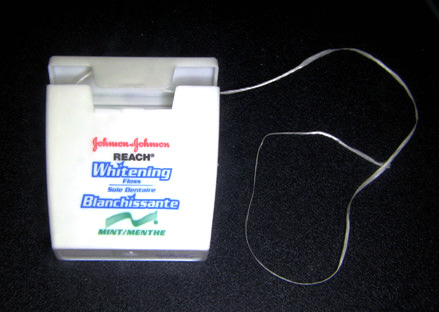 Johnson & Johnson
REACH®
Whitening
Floss
Soie Dentaire
Blanchissante
MINT/MENTHE